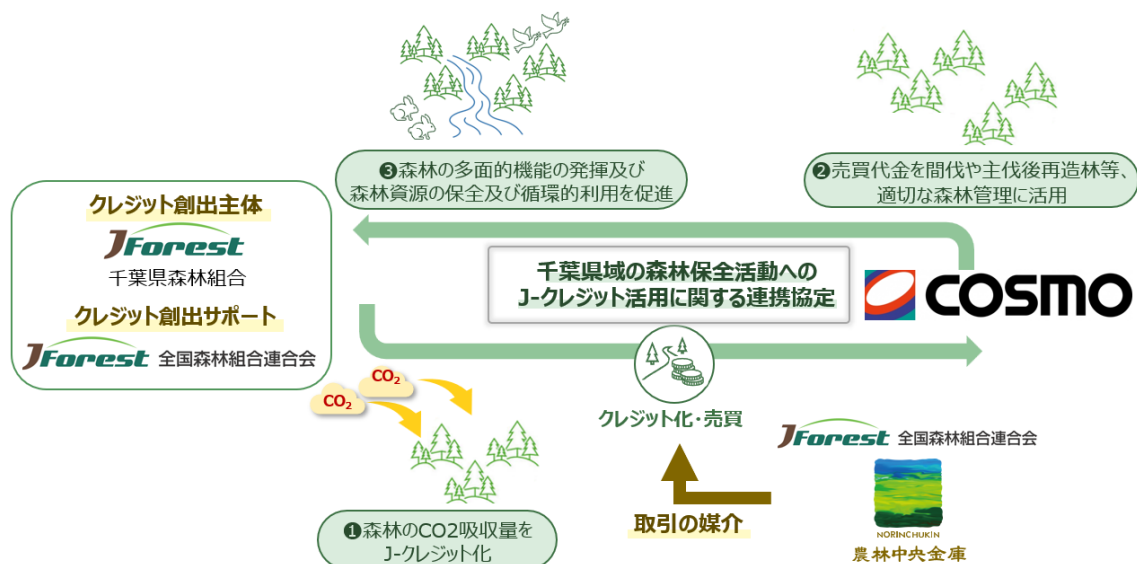 ❸森林の多面的機能の発揮及び
森林資源の保全及び循環的利用を促進
❷売買代金を間伐や主伐後再造林等、
適切な森林管理に活用
クレジット創出主体
JForest
千葉県森林組合
クレジット創出サポート
JForest 全国森林組合連合会
千葉県域の森林保全活動への
J-クレジット活用に関する連携協定
COSMO
CO2
CO2
クレジット化・売買
❶森林のCO2吸収量を
J-クレジット化
取引の媒介
JForest 全国森林組合連合会
NORINCHUKIN
農林中央金庫